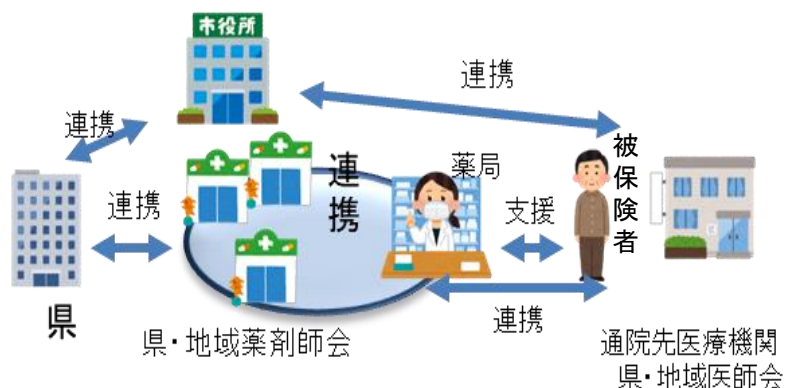 市役所
連携
連携
連携
連携
薬局
支援
被保険者
連携
県
県・地域薬剤師会
通院先医療機関
県・地域医師会